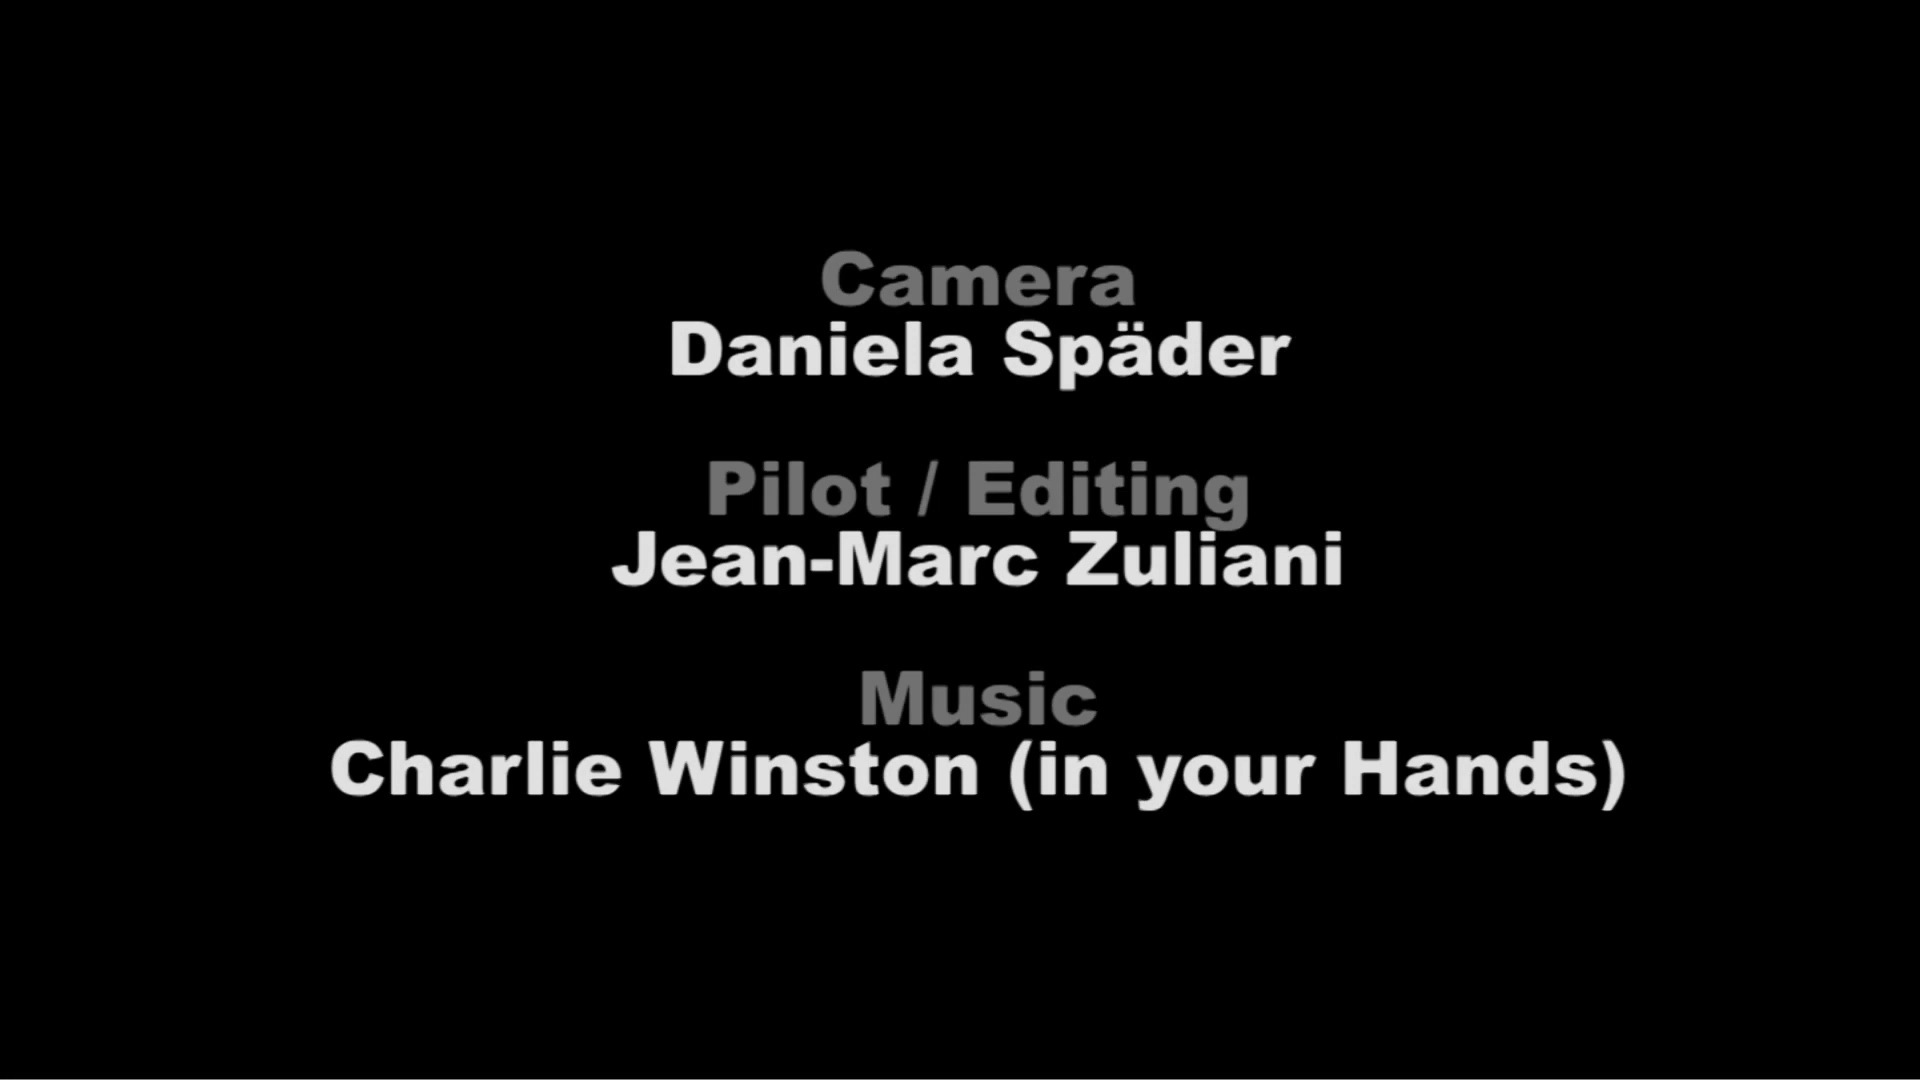 Camera
Daniela Späder
Pilot / Editing
Jean-Marc Zuliani
Music
Charlie Winston (in your Hands)